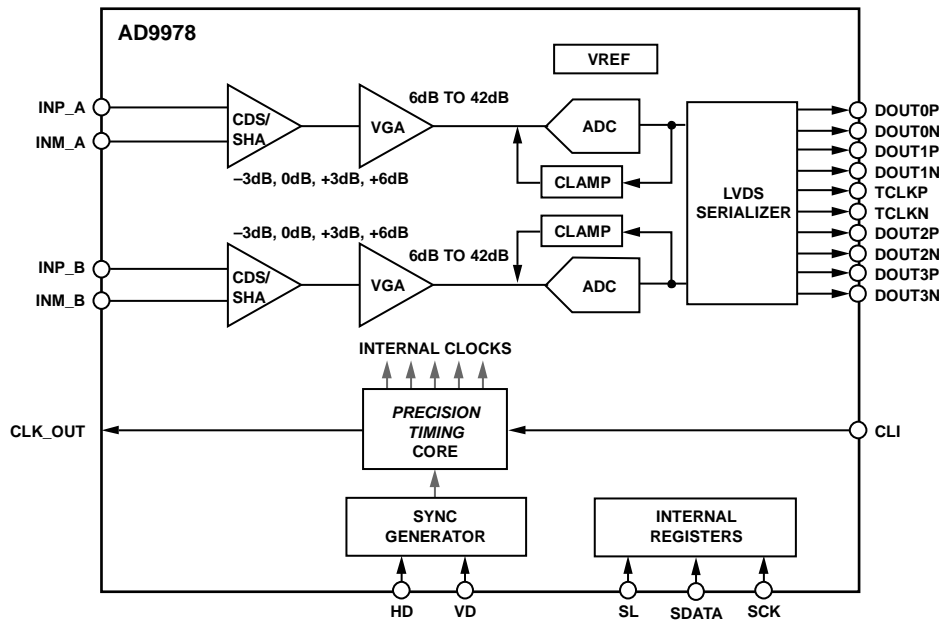 AD9978
VREF
INP_A
INM_A
CDS/
SHA
VGA
6dB TO 42dB
ADC
CLAMP
–3dB, 0dB, +3dB, +6dB
LVDS
SERIALIZER
DOUT0P
DOUT0N
DOUT1P
DOUT1N
TCLKP
TCLKN
DOUT2P
DOUT2N
DOUT3P
DOUT3N
–3dB, 0dB, +3dB, +6dB
INP_B
INM_B
CDS/
SHA
VGA
6dB TO 42dB
CLAMP
ADC
INTERNAL CLOCKS
CLK_OUT
PRECISION
TIMING
CORE
CLI
SYNC
GENERATOR
INTERNAL
REGISTERS
HD
VD
SL
SDATA
SCK